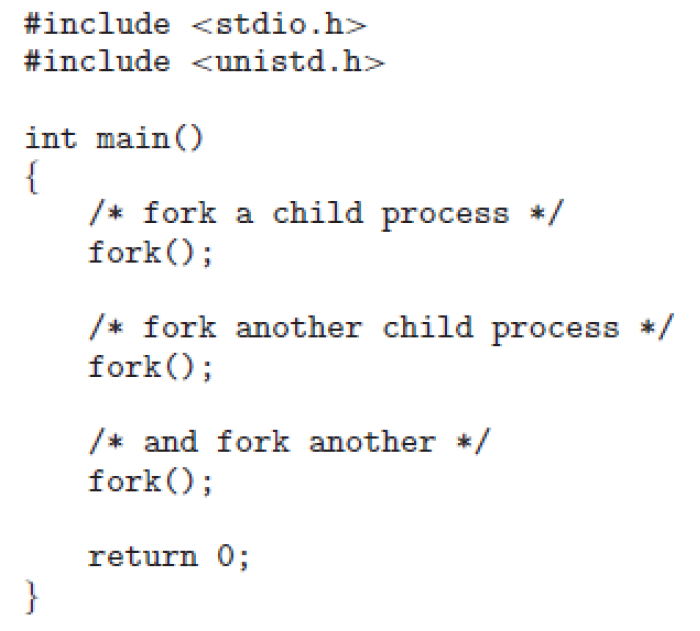 #include <stdio.h>
#include <unistd.h>
int main()
{
/* fork a child process */
fork();
/* fork another child process */
fork();
/* and fork another */
fork();
return 0;
}